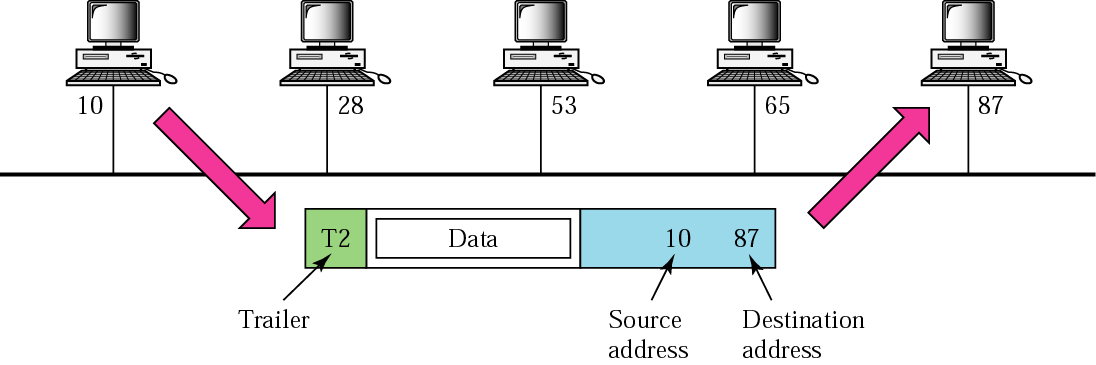 10
28
53
65
87
T2
Data
10
87
Trailer
Source
address
Destination
address